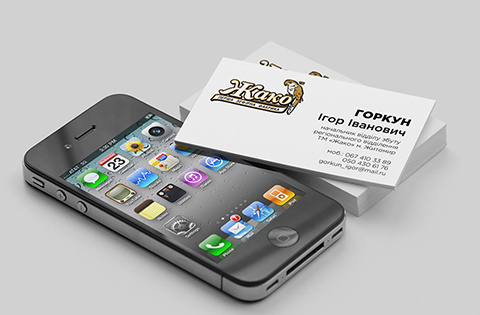 Жако
ГОРКУН
Ігор Іванович
начальник відділу збуту
регіонального відділення
ТМ «Жако» м. Житомир
моб.: 067 410 33 89
050 430 61 76
gorkun_igor@mail.ru
23